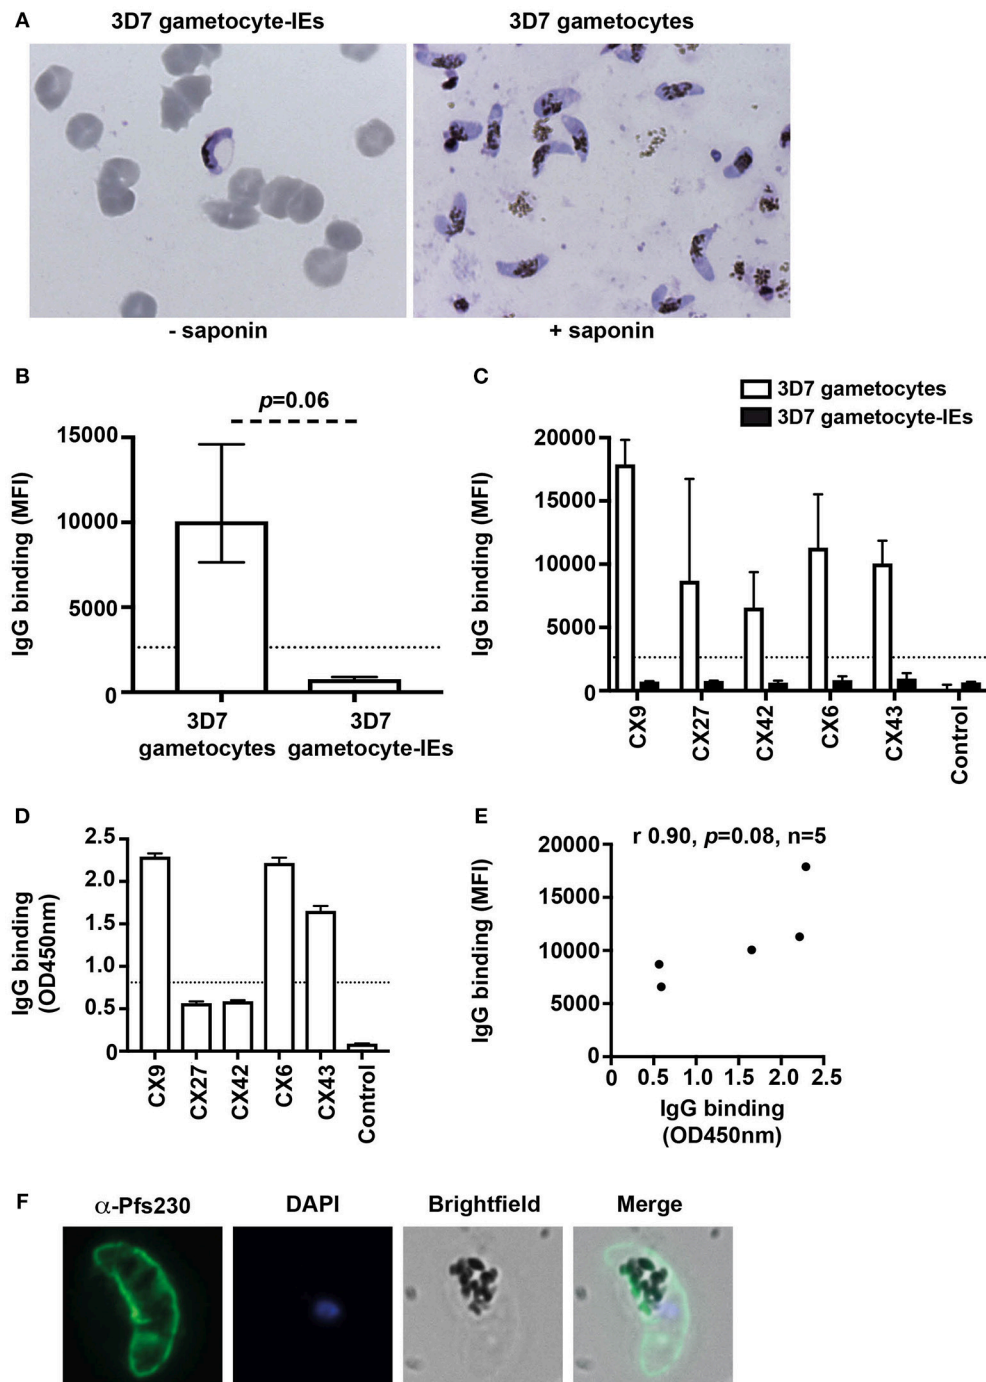 A
3D7 gametocyte-IEs
3D7 gametocytes
- saponin
+ saponin
B
p=0.06
IgG binding (MFI)
15000
10000
5000
0
3D7 gametocytes
3D7 gametocyte-IEs
C
3D7 gametocytes
3D7 gametocyte-IEs
IgG binding (MFI)
20000
15000
10000
5000
0
CX9
CX27
CX42
CX6
CX43
Control
D
IgG binding
(OD450nm)
2.5
2.0
1.5
1.0
0.5
0
CX9
CX27
CX42
CX6
CX43
Control
E
r 0.90, p=0.08, n=5
IgG binding (MFI)
20000
15000
10000
5000
0
0 0.5 1.0 1.5 2.0 2.5
IgG binding
(OD450nm)
F
α-Pfs230
DAPI
Brightfield
Merge